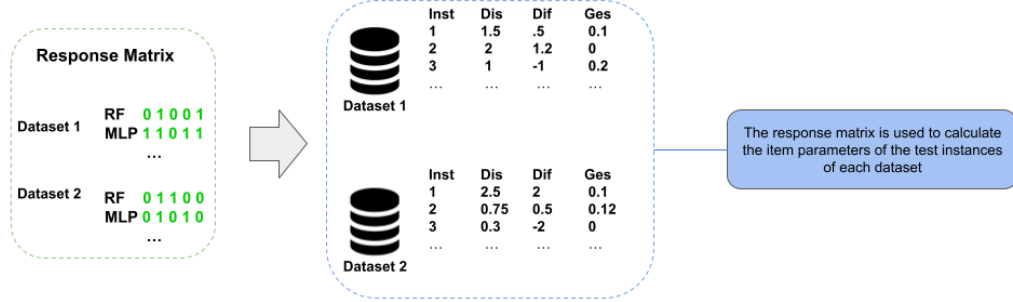 Response Matrix
Dataset 1
RF 0 1 0 0 1
MLP 1 1 0 1 1
...
Dataset 2
RF 0 1 1 0 0
MLP 0 1 0 1 0
...
Inst Dis Dif Ges
1 1.5 .5 0.1
2 2 1.2 0
3 1 -1 0.2
... ... ... ...
Dataset 1
Inst Dis Dif Ges
1 2.5 2 0.1
2 0.75 0.5 0.12
3 0.3 -2 0
... ... ... ...
Dataset 2
The response matrix is used to calculate
the item parameters of the test instances
of each dataset